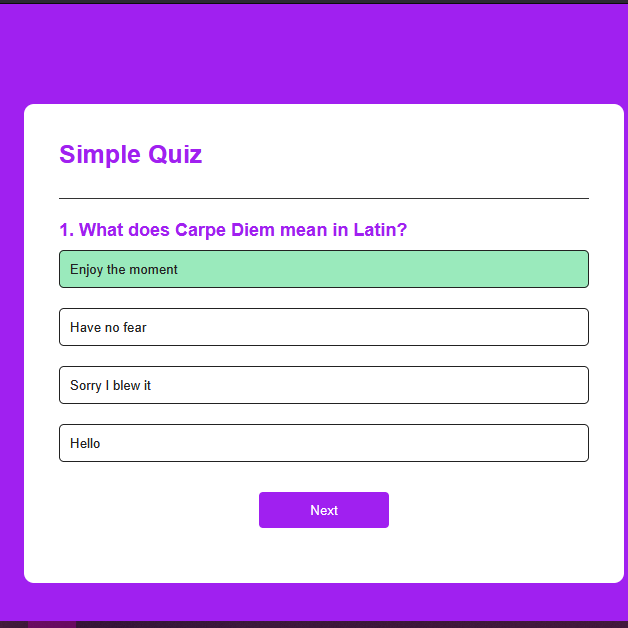 Simple Quiz
1. What does Carpe Diem mean in Latin?
Enjoy the moment
Have no fear
Sorry I blew it
Hello
Next